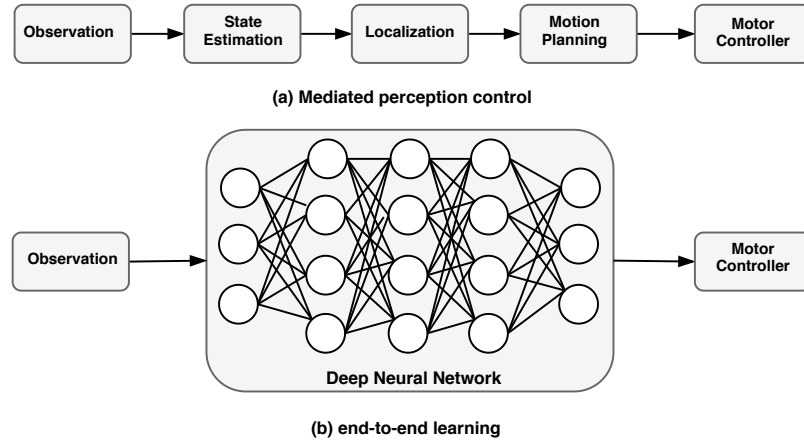 Observation
State
Estimation
Localization
Motion
Planning
Motor
Controller
(a) Mediated perception control
Observation
Deep Neural Network
Motor
Controller
(b) end-to-end learning